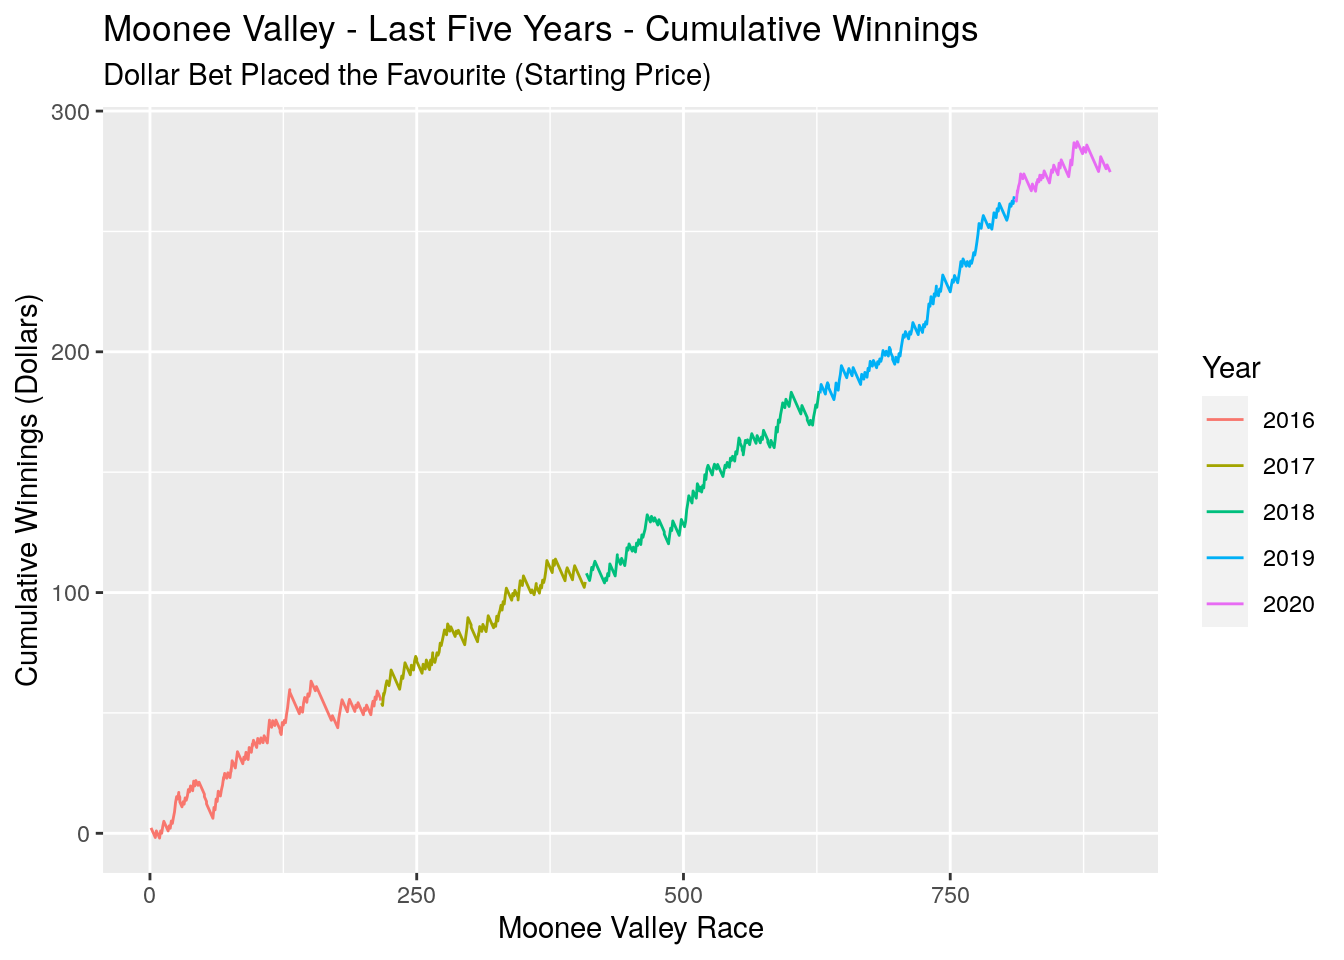 Moonee Valley - Last Five Years - Cumulative Winnings
Dollar Bet Placed the Favourite (Starting Price)
Cumulative Winnings (Dollars)
300
200
100
0
0
250
500
750
Moonee Valley Race
Year
2016
2017
2018
2019
2020